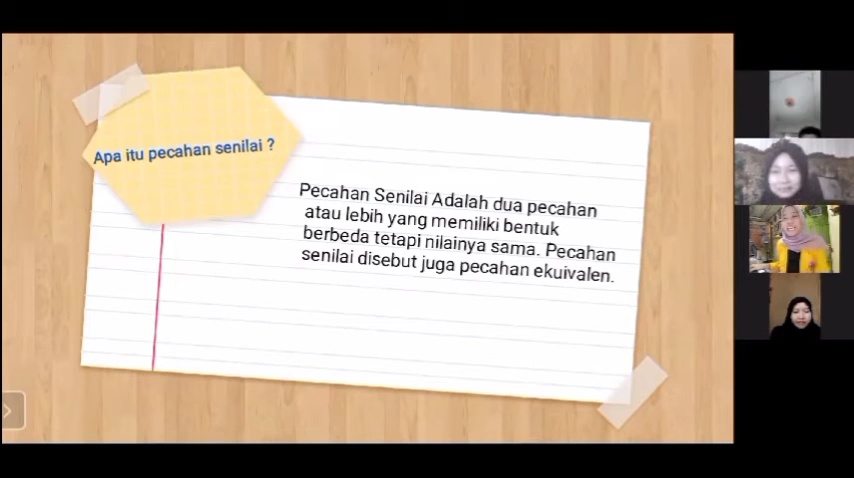 Apa itu pecahan senilai ?
Pecahan Senilai Adalah dua pecahan
atau lebih yang memiliki bentuk
berbeda tetapi nilainya sama. Pecahan
senilai disebut juga pecahan ekuivalen.